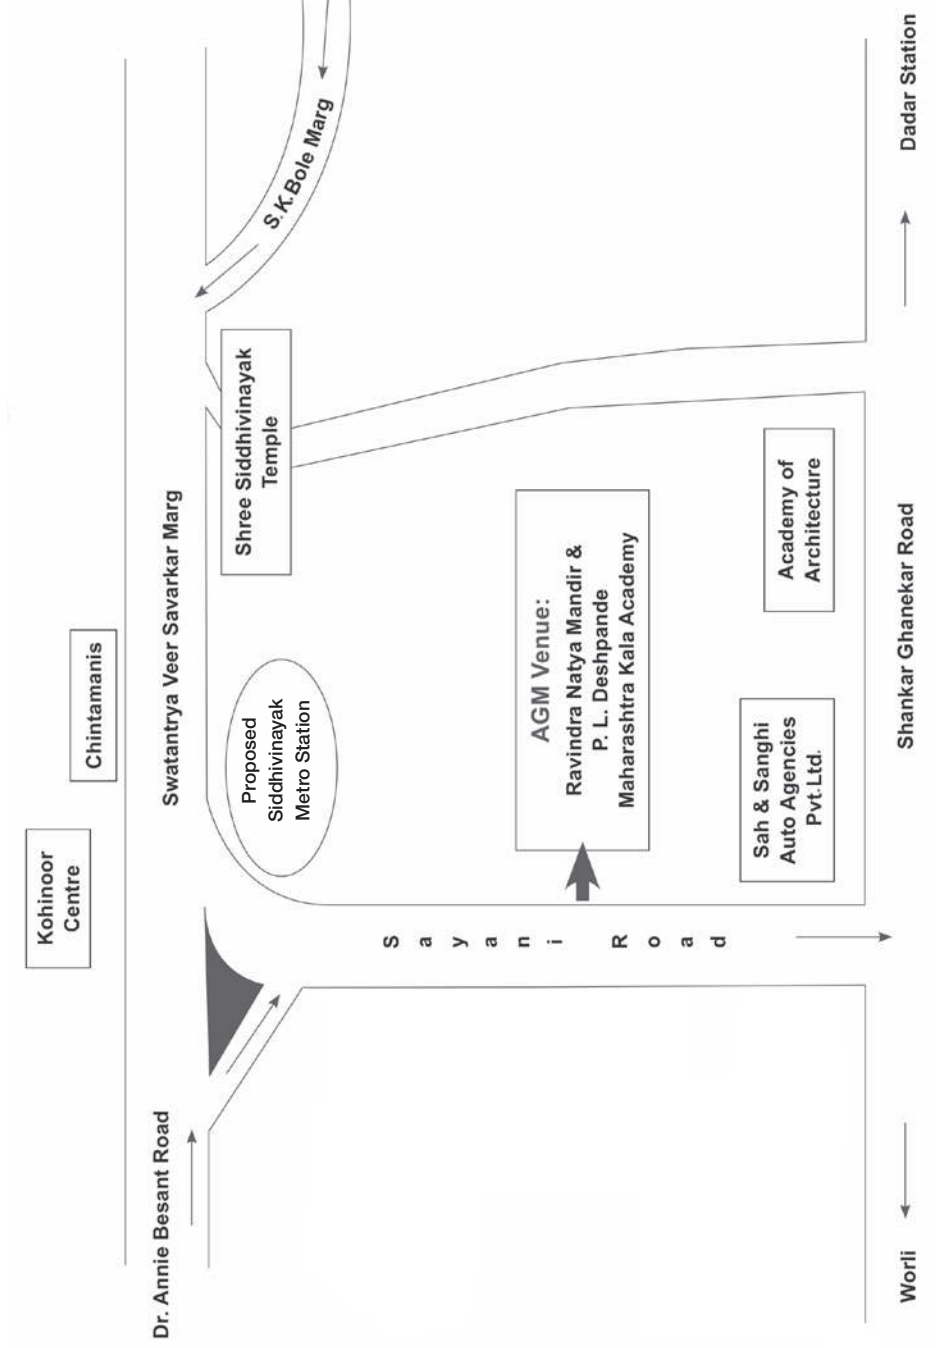 Kohinoor
Centre
Chintamanis
Dr. Annie Besant Road
Swatantrya Veer Savarkar Marg
S.K.Bole Marg
Proposed
Siddhivinayak
Metro Station
Shree Siddhivinayak
Temple
Sayani Road
AGM Venue:
Ravindra Natya Mandir &
P. L. Deshpande
Maharashtra Kala Academy
Sah & Sanghi
Auto Agencies
Pvt.Ltd.
Academy of
Architecture
Worli
Shankar Ghanekar Road
Dadar Station